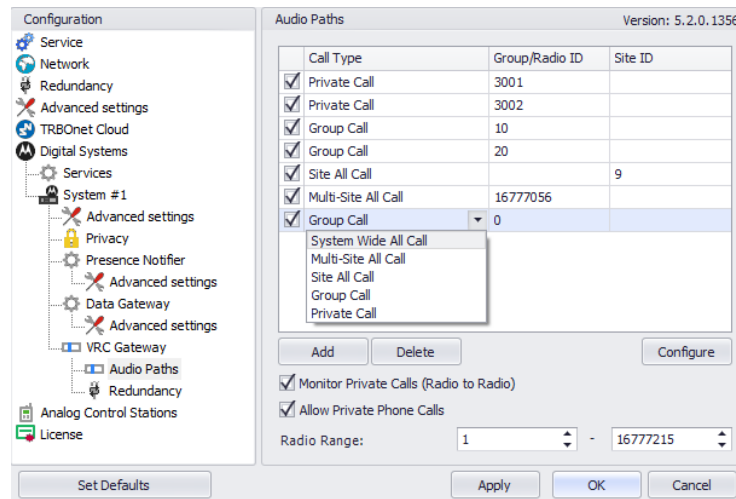 Configuration
Service
Network
Redundancy
Advanced settings
TRBOnet Cloud
Digital Systems
Services
System #1
Advanced settings
Privacy
Presence Notifier
Advanced settings
Data Gateway
Advanced settings
VRC Gateway
Audio Paths
Redundancy
Analog Control Stations
License
Set Defaults
Audio Paths Version: 5.2.0.1356
Call Type Group/Radio ID Site ID
Private Call 3001
Private Call 3002
Group Call 10
Group Call 20
Site All Call 9
Multi-Site All Call 16777056
Group Call 0
System Wide All Call
Multi-Site All Call
Site All Call
Group Call
Private Call
Add Delete Configure
Monitor Private Calls (Radio to Radio)
Allow Private Phone Calls
Radio Range: 1 - 16777215
Apply OK Cancel